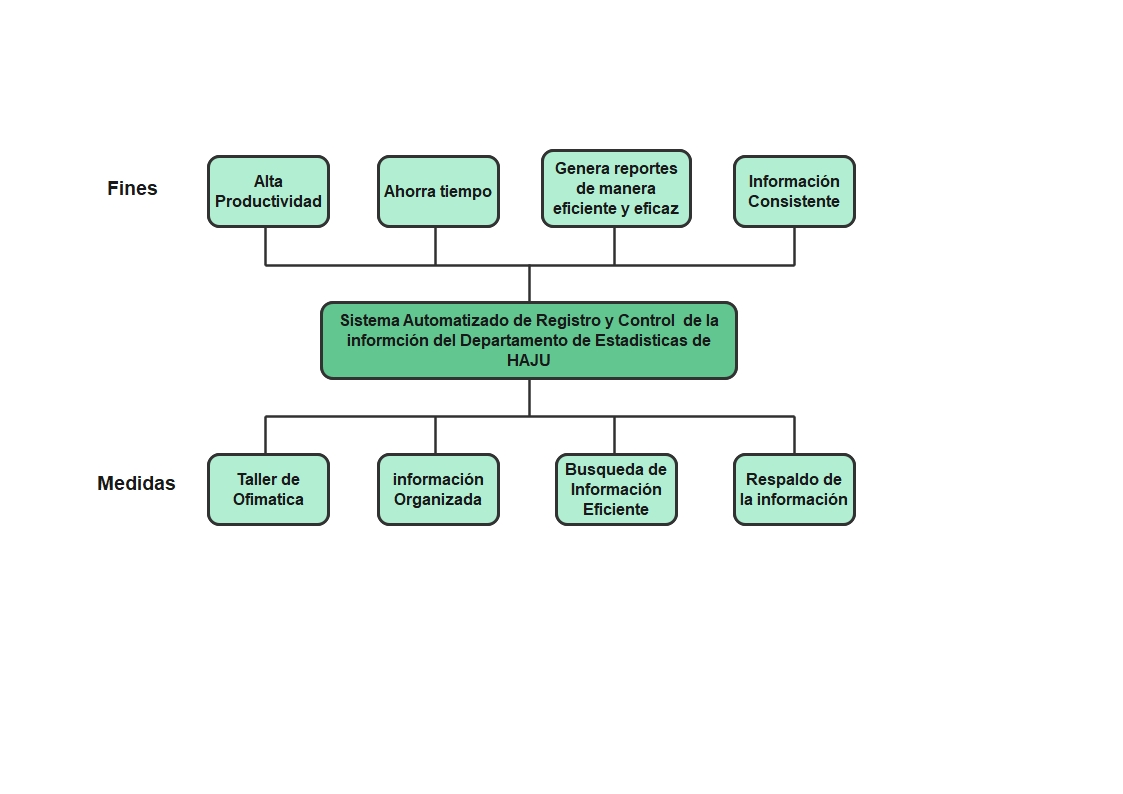 Fines
Alta
Productividad
Ahorra tiempo
Genera reportes
de manera
eficiente y eficaz
Información
Consistente
Sistema Automatizado de Registro y Control  de la
informción del Departamento de Estadisticas de
HAJU
Medidas
Taller de
Ofimatica
información
Organizada
Busqueda de
Información
Eficiente
Respaldo de
la información